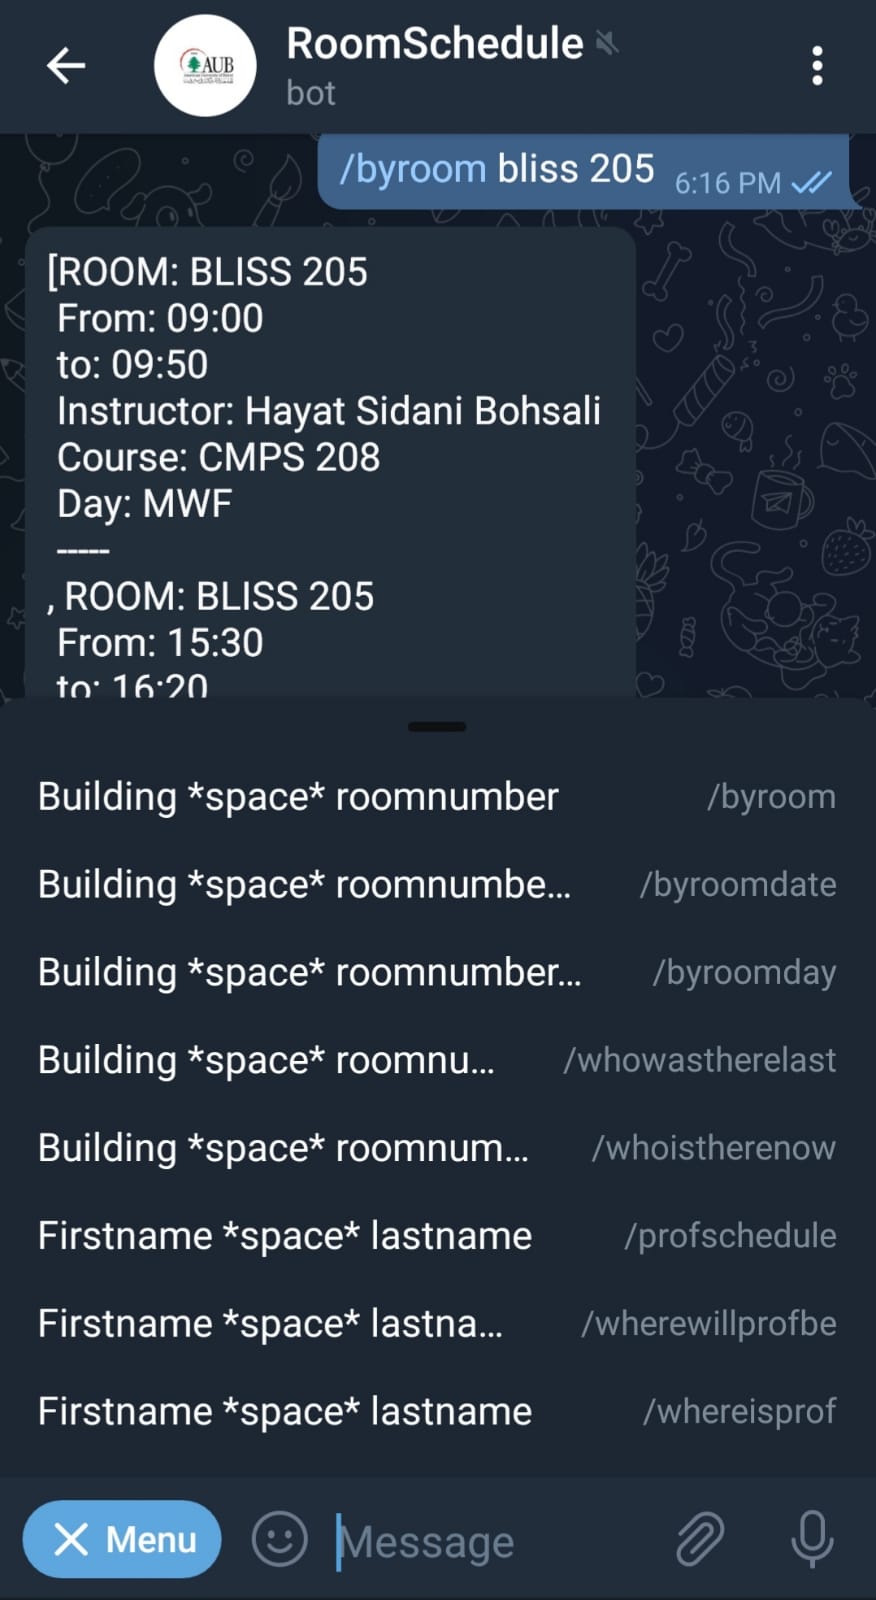 AUB
RoomSchedule
bot
/byroom bliss 205 6:16 PM
[ROOM: BLISS 205
From: 09:00
to: 09:50
Instructor: Hayat Sidani Bohsali
Course: CMPS 208
Day: MWF
-----
, ROOM: BLISS 205
From: 15:30
to: 16:20
Building *space* roomnumber /byroom
Building *space* roomnumbe... /byroomdate
Building *space* roomnumber... /byroomday
Building *space* roomnu... /whowastherelast
Building *space* roomnum... /whoistherenow
Firstname *space* lastname /profschedule
Firstname *space* lastna... /wherewillprofbe
Firstname *space* lastname /whereisprof
Menu Message